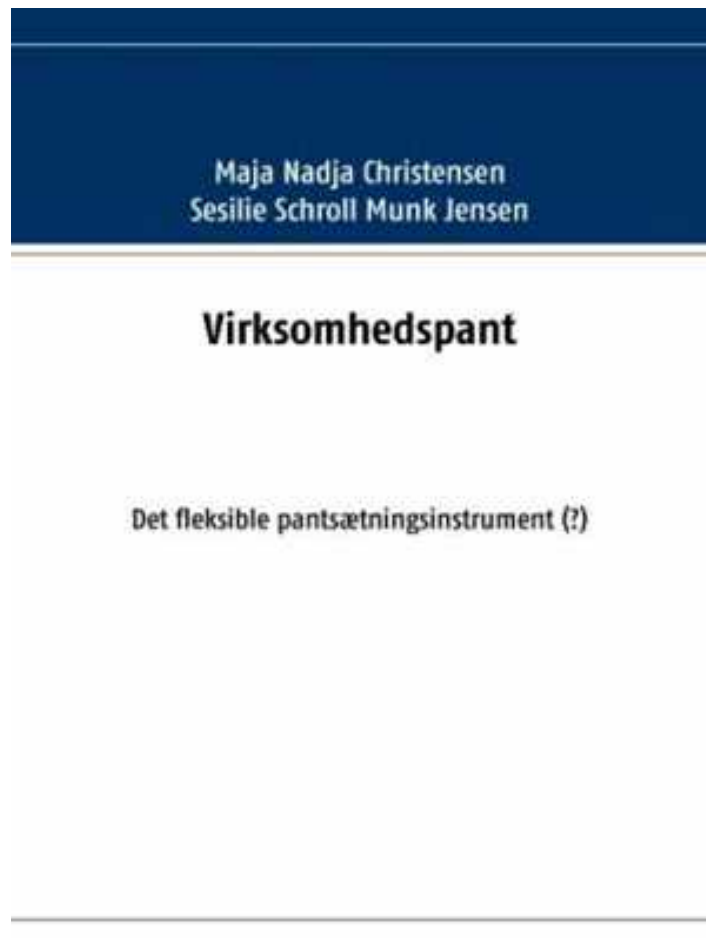 Maja Nadja Christensen
Sesilie Schroll Munk Jensen
Virksomhedspant
Det fleksible pantsætningsinstrument (?)